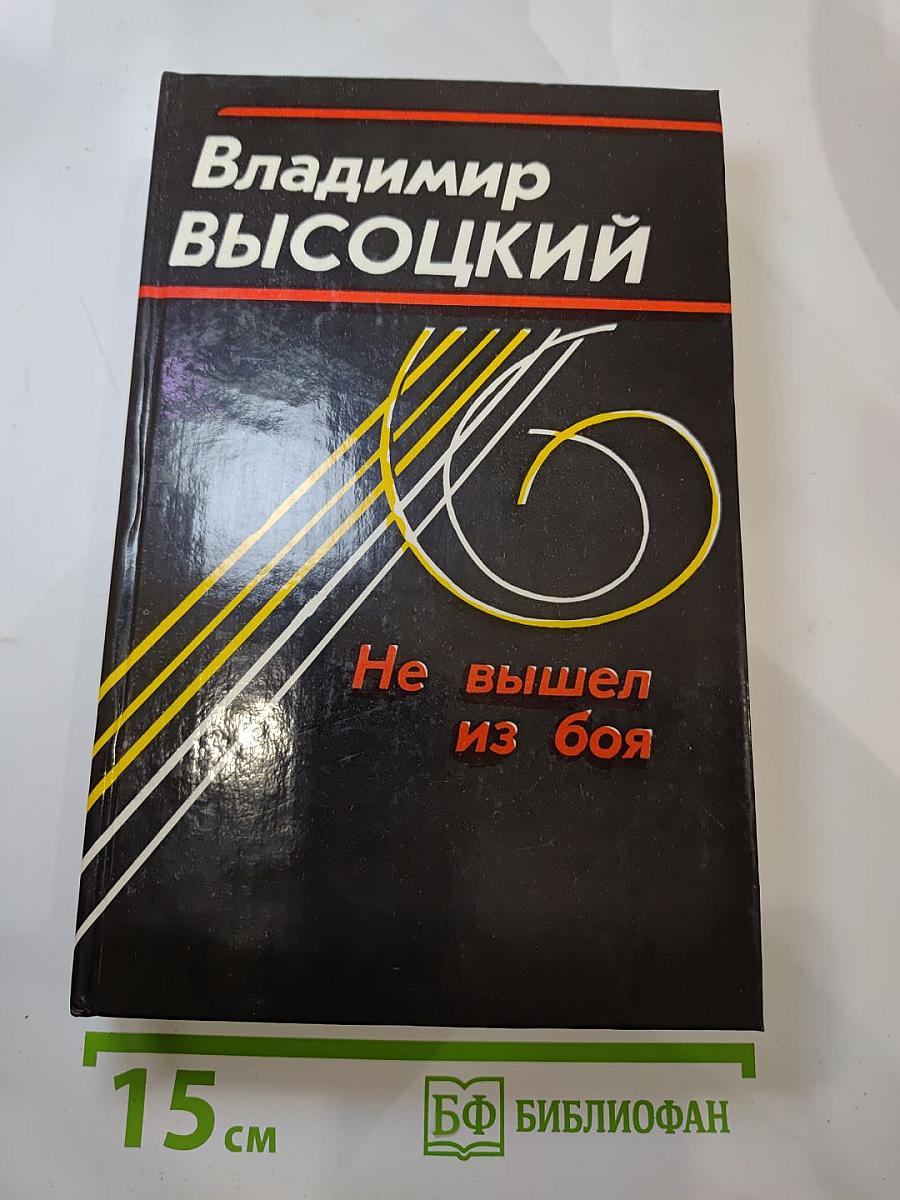 Владимир
ВЫСОЦКИЙ
Не вышел
из боя
15 см
БФ БИБЛИОФАН